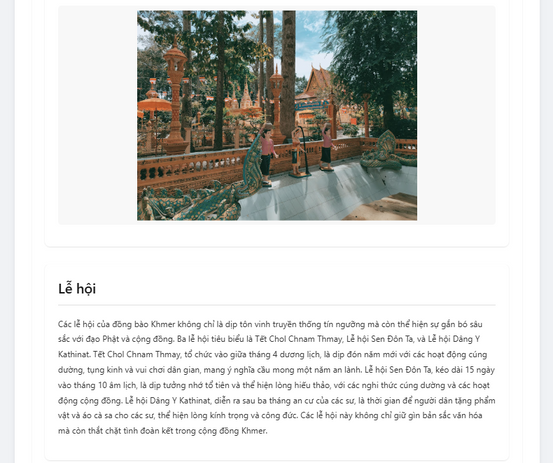 Lễ hội
Các lễ hội của đồng bào Khmer không chỉ là dịp tôn vinh truyền thống tín ngưỡng mà còn thể hiện sự gắn bó sâu
sắc với đạo Phật và cộng đồng. Ba lễ hội tiêu biểu là Tết Chol Chnam Thmay, Lễ hội Sen Đôn Ta, và Lễ hội Dâng Y
Kathinat. Tết Chol Chnam Thmay, tổ chức vào giữa tháng 4 dương lịch, là dịp đón năm mới với các hoạt động cúng
dường, tụng kinh và vui chơi dân gian, mang ý nghĩa cầu mong một năm an lành. Lễ hội Sen Đôn Ta, kéo dài 15 ngày
vào tháng 10 âm lịch, là dịp tưởng nhớ tổ tiên và thể hiện lòng hiếu thảo, với các nghi thức cúng dường và các hoạt
động cộng đồng. Lễ hội Dâng Y Kathinat, diễn ra sau ba tháng an cư của các sư, là thời gian để người dân tặng phẩm
vật và áo cà sa cho các sư, thể hiện lòng kính trọng và công đức. Các lễ hội này không chỉ giữ gìn bản sắc văn hóa
mà còn thắt chặt tình đoàn kết trong cộng đồng Khmer.